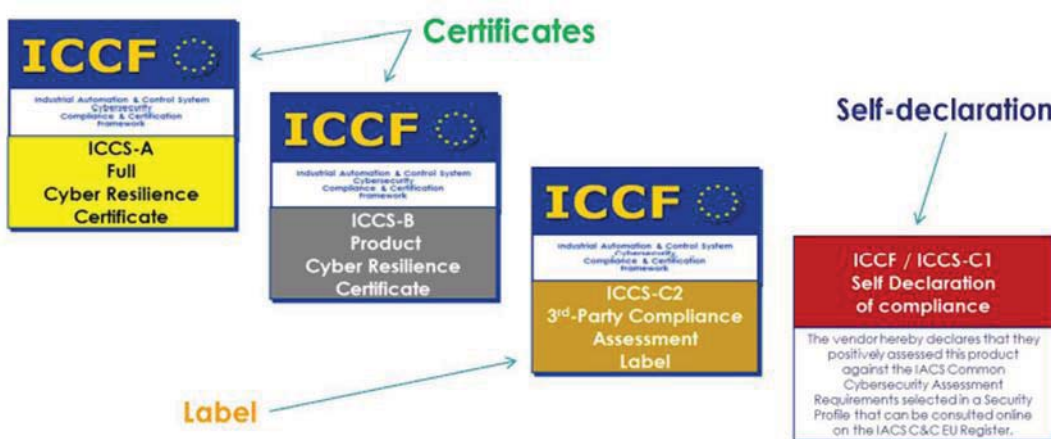 Certificates
ICCF
Industrial Automation & Control System
Cybersecurity
Compliance & Certification
Framework
ICCS-A
Full
Cyber Resilience
Certificate
ICCF
Industrial Automation & Control System
Cybersecurity
Compliance & Certification
Framework
ICCS-B
Product
Cyber Resilience
Certificate
ICCF
Industrial Automation & Control System
Cybersecurity
Compliance & Certification
Framework
ICCS-C2
3rd-Party Compliance
Assessment
Label
Label
Self-declaration
ICCF / ICCS-C1
Self Declaration
of compliance
The vendor hereby declares that they
positively assessed this product
against the IACS Common
Cybersecurity Assessment
Requirements selected in a Security
Profile that can be consulted online
on the IACS C&C EU Register.